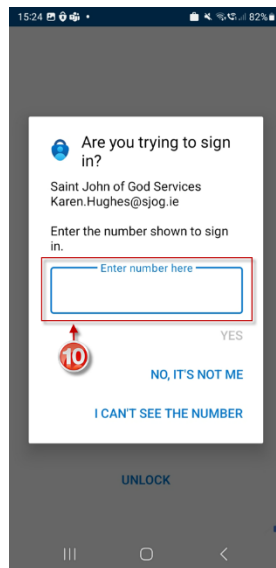 15:24 82%
Are you trying to sign
in?
Saint John of God Services
Karen.Hughes@sjog.ie
Enter the number shown to sign
in.
Enter number here
10
YES
NO, IT'S NOT ME
I CAN'T SEE THE NUMBER
UNLOCK